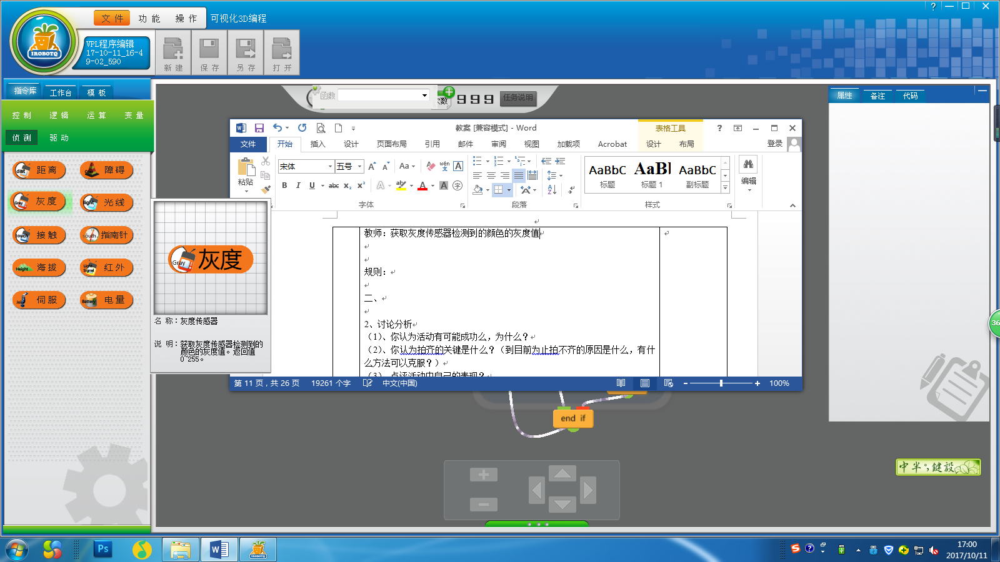 文件 功能 操作 可视化3D编程
VPL程序编辑
17-10-11_16-4
9-02_590
新建 保存 另存 打开
IROBOTQ
指令库 工作台 模板
控制 逻辑 运算 变量
侦测 驱动
dist 距离 障碍
Gray 灰度 light 光线
touch 接触 south 指南针
Height 海拔 Light Signal 红外
Join 伺服 Battery 电量
Gray 灰度
名 称：灰度传感器
说 明：获取灰度传感器检测到的
颜色的灰度值。返回值
0~255。
函数 次数 999 任务说明
教案 [兼容模式] - Word
表格工具
文件 开始 插入 设计 页面布局 引用 邮件 审阅 视图 加载项 Acrobat 设计 布局 登录
粘贴
宋体 五号 A A Aa wén 文 A
B I U abc x₂ x² A aby A A 字
字体 段落 样式
AaBbC AaBl AaBbC
标题 标题 1 副标题
编辑
教师：获取灰度传感器检测到的颜色的灰度值
规则：
二、
2、讨论分析
（1）、你认为活动有可能成功么，为什么？
（2）、你认为拍齐的关键是什么？（到目前为止拍不齐的原因是什么，有什
么方法可以克服？）
（3）、点评活动中自己的表现？
第 11 页，共 26 页 19261 个字 中文(中国) 100%
end if
属性 备注 代码
36
中半°，键设
Ps
17:00
2017/10/11